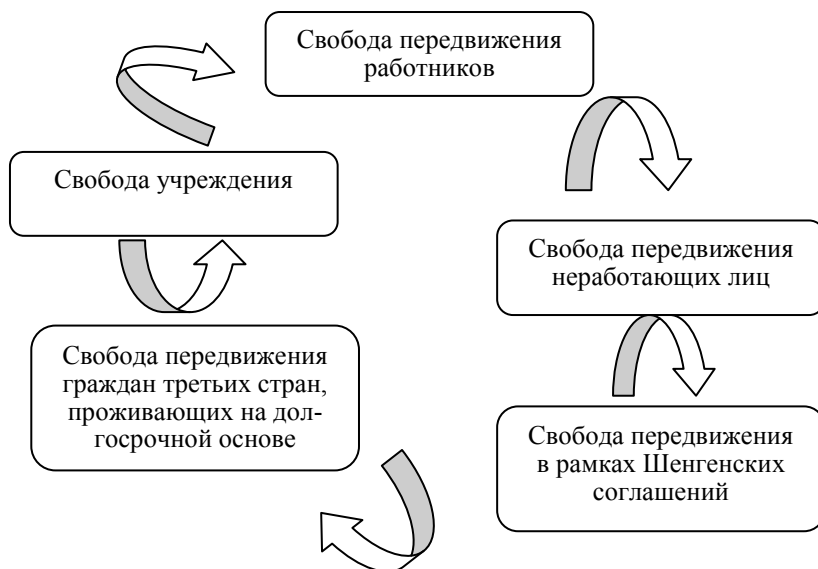 Свобода передвижения
работников
Свобода учреждения
Свобода передвижения
неработающих лиц
Свобода передвижения
граждан третьих стран,
проживающих на дол-
госрочной основе
Свобода передвижения
в рамках Шенгенских
соглашений